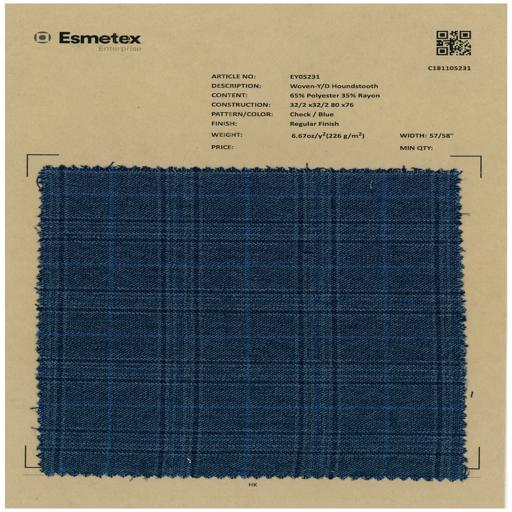 Esmetex
Enterprise
C181105231
ARTICLE NO: EY05231
DESCRIPTION: Woven-Y/D Houndstooth
CONTENT: 65% Polyester 35% Rayon
CONSTRUCTION: 32/2 x32/2 80 x76
PATTERN/COLOR: Check / Blue
FINISH: Regular Finish
WEIGHT: 6.67oz/y²(226 g/m²) WIDTH: 57/58"
PRICE: MIN QTY:
HK